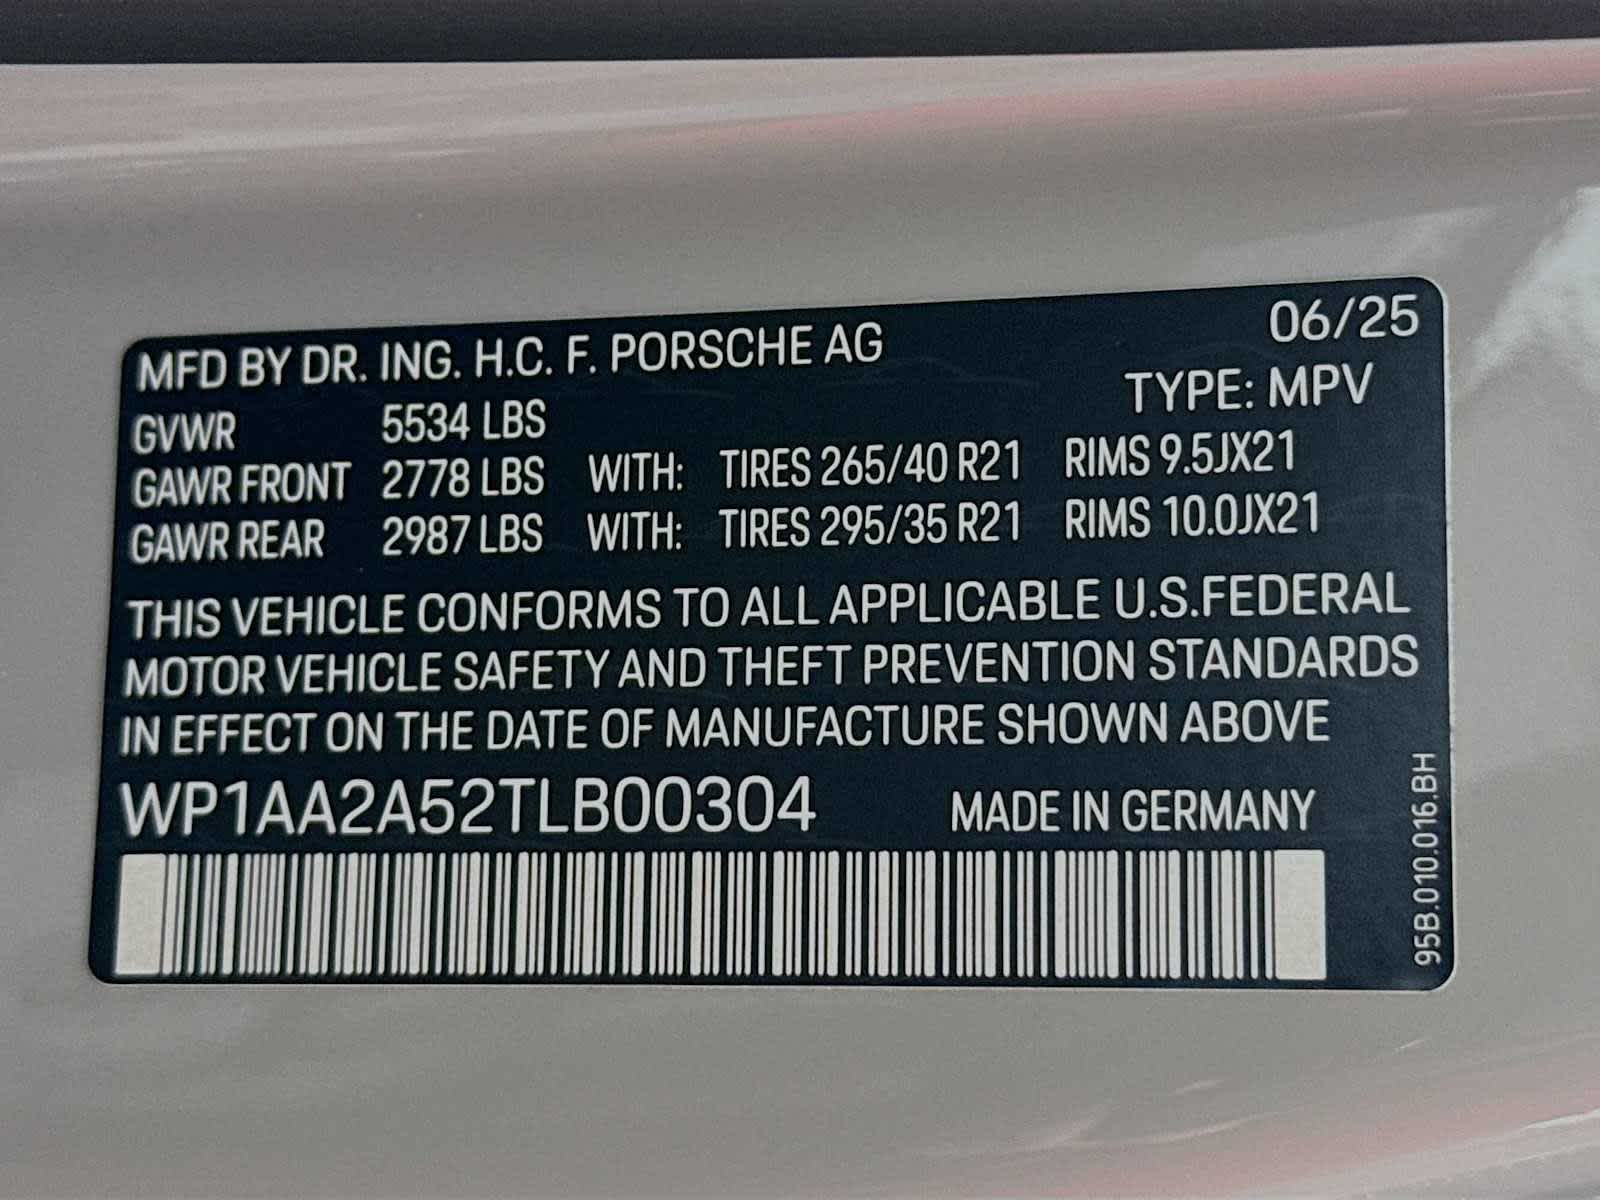 MFD BY DR. ING. H.C. F. PORSCHE AG 06/25
TYPE: MPV
GVWR 5534 LBS
GAWR FRONT 2778 LBS WITH: TIRES 265/40 R21 RIMS 9.5JX21
GAWR REAR 2987 LBS WITH: TIRES 295/35 R21 RIMS 10.0JX21
THIS VEHICLE CONFORMS TO ALL APPLICABLE U.S.FEDERAL
MOTOR VEHICLE SAFETY AND THEFT PREVENTION STANDARDS
IN EFFECT ON THE DATE OF MANUFACTURE SHOWN ABOVE
WP1AA2A52TLB00304 MADE IN GERMANY
95B.010.016.BH